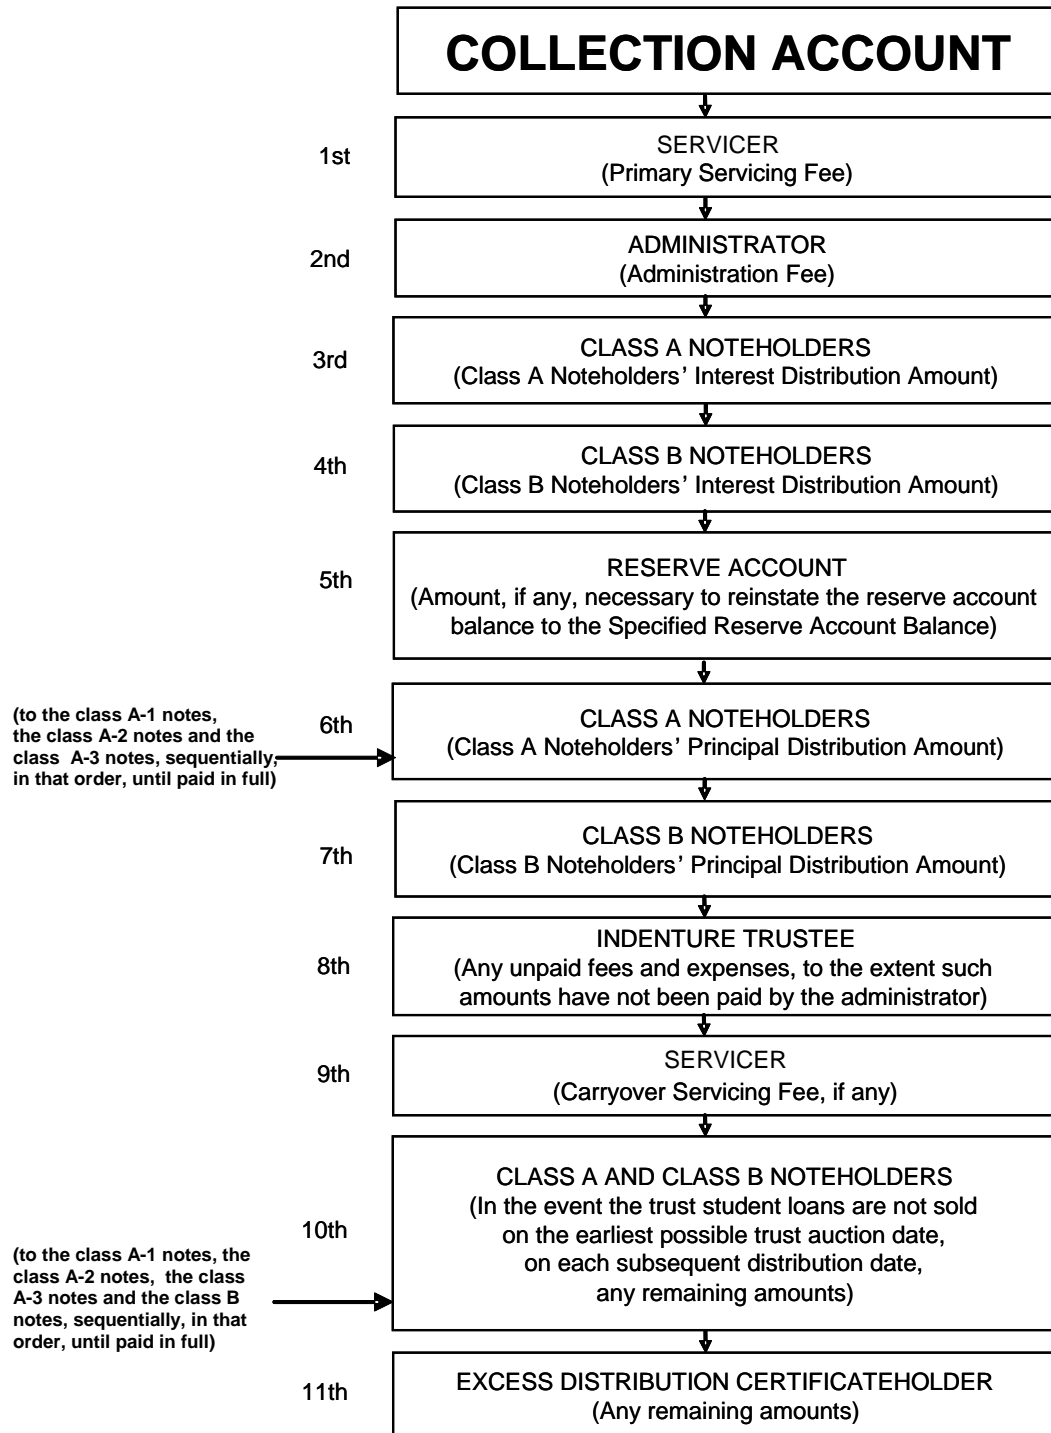 COLLECTION ACCOUNT
1st
SERVICER
(Primary Servicing Fee)
2nd
ADMINISTRATOR
(Administration Fee)
3rd
CLASS A NOTEHOLDERS
(Class A Noteholders’ Interest Distribution Amount)
4th
CLASS B NOTEHOLDERS
(Class B Noteholders’ Interest Distribution Amount)
5th
RESERVE ACCOUNT
(Amount, if any, necessary to reinstate the reserve account
balance to the Specified Reserve Account Balance)
(to the class A-1 notes,
the class A-2 notes and the
class A-3 notes, sequentially,
in that order, until paid in full)
6th
CLASS A NOTEHOLDERS
(Class A Noteholders’ Principal Distribution Amount)
7th
CLASS B NOTEHOLDERS
(Class B Noteholders’ Principal Distribution Amount)
8th
INDENTURE TRUSTEE
(Any unpaid fees and expenses, to the extent such
amounts have not been paid by the administrator)
9th
SERVICER
(Carryover Servicing Fee, if any)
(to the class A-1 notes, the
class A-2 notes, the class
A-3 notes and the class B
notes, sequentially, in that
order, until paid in full)
10th
CLASS A AND CLASS B NOTEHOLDERS
(In the event the trust student loans are not sold
on the earliest possible trust auction date,
on each subsequent distribution date,
any remaining amounts)
11th
EXCESS DISTRIBUTION CERTIFICATEHOLDER
(Any remaining amounts)